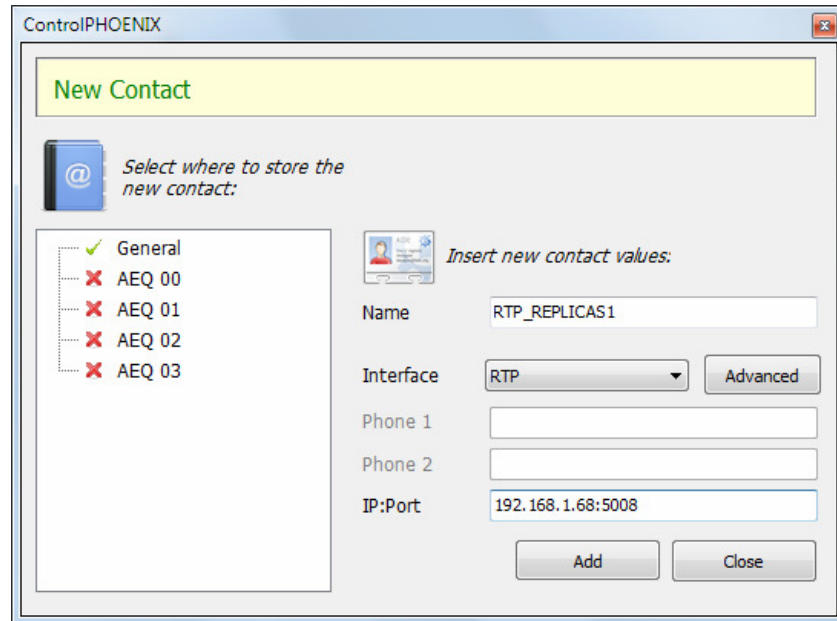 ControlPHOENIX
New Contact
Select where to store the
new contact:
General
AEQ 00
AEQ 01
AEQ 02
AEQ 03
Insert new contact values:
Name RTP_REPLICAS1
Interface RTP Advanced
Phone 1
Phone 2
IP:Port 192.168.1.68:5008
Add Close